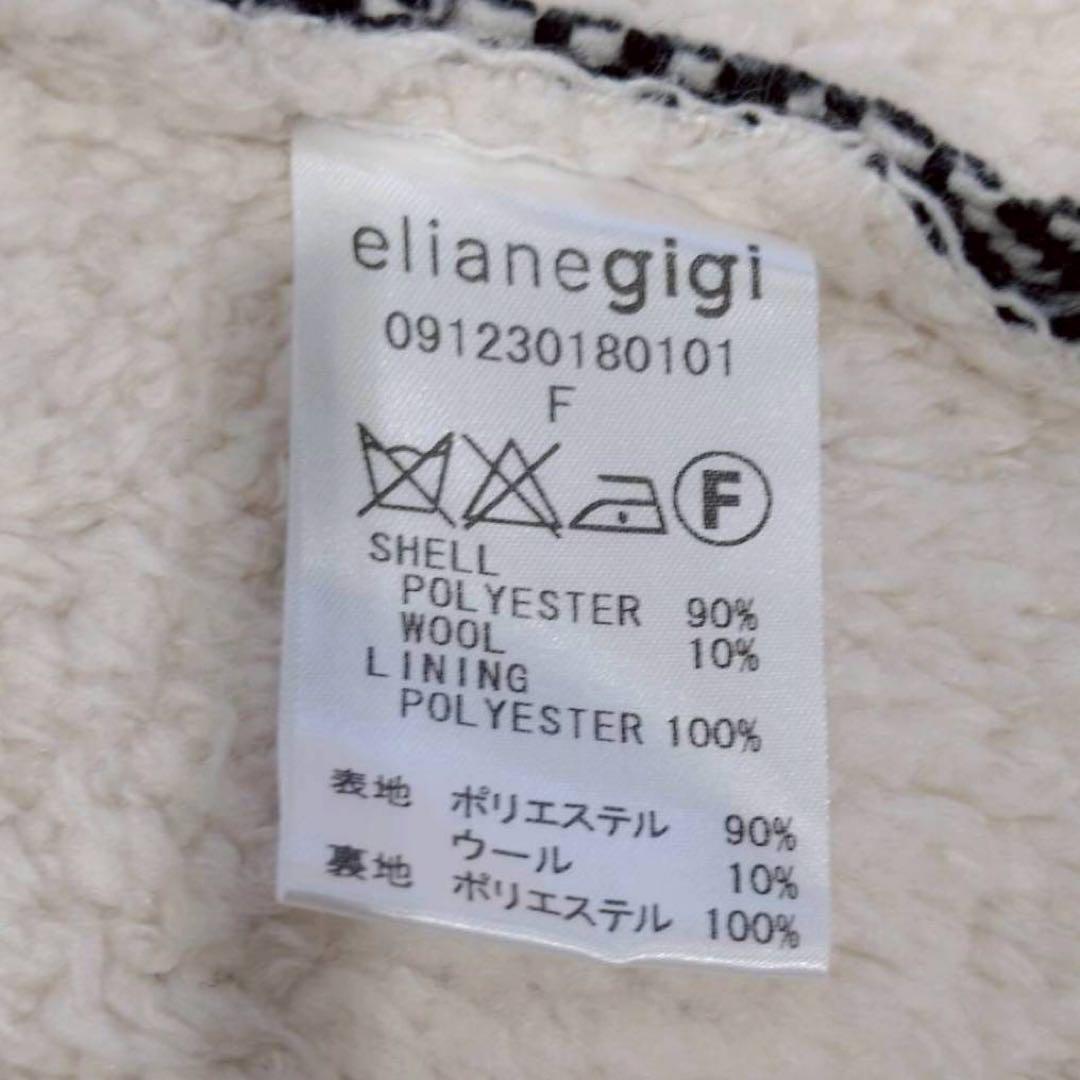 elianegigi
091230180101
F
F
SHELL
POLYESTER 90%
WOOL 10%
LINING
POLYESTER 100%
表地 ポリエステル 90%
ウール 10%
裏地 ポリエステル 100%